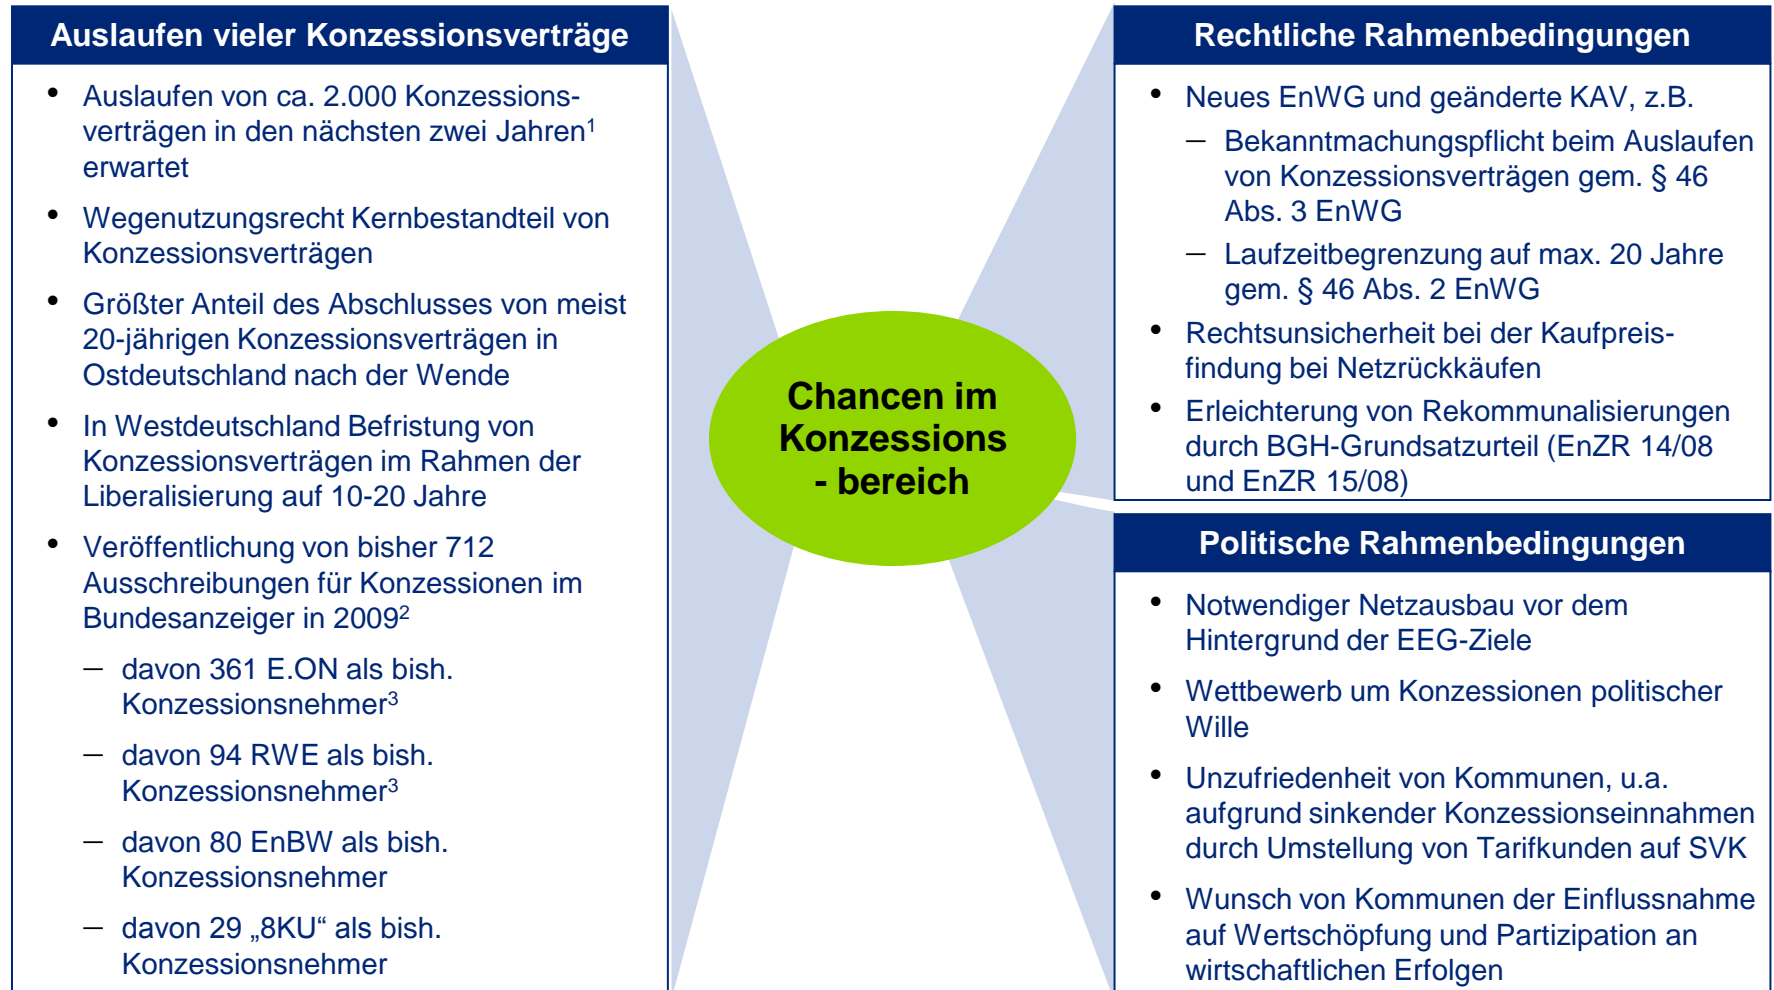 Auslaufen vieler Konzessionsverträge
• Auslaufen von ca. 2.000 Konzessions-
verträgen in den nächsten zwei Jahren¹
erwartet
• Wegenutzungsrecht Kernbestandteil von
Konzessionsverträgen
• Größter Anteil des Abschlusses von meist
20-jährigen Konzessionsverträgen in
Ostdeutschland nach der Wende
• In Westdeutschland Befristung von
Konzessionsverträgen im Rahmen der
Liberalisierung auf 10-20 Jahre
• Veröffentlichung von bisher 712
Ausschreibungen für Konzessionen im
Bundesanzeiger in 2009²
– davon 361 E.ON als bish.
Konzessionsnehmer³
– davon 94 RWE als bish.
Konzessionsnehmer³
– davon 80 EnBW als bish.
Konzessionsnehmer
– davon 29 „8KU“ als bish.
Konzessionsnehmer
Chancen im
Konzessions
- bereich
Rechtliche Rahmenbedingungen
• Neues EnWG und geänderte KAV, z.B.
– Bekanntmachungspflicht beim Auslaufen
von Konzessionsverträgen gem. § 46
Abs. 3 EnWG
– Laufzeitbegrenzung auf max. 20 Jahre
gem. § 46 Abs. 2 EnWG
• Rechtsunsicherheit bei der Kaufpreis-
findung bei Netzrückkäufen
• Erleichterung von Rekommunalisierungen
durch BGH-Grundsatzurteil (EnZR 14/08
und EnZR 15/08)
Politische Rahmenbedingungen
• Notwendiger Netzausbau vor dem
Hintergrund der EEG-Ziele
• Wettbewerb um Konzessionen politischer
Wille
• Unzufriedenheit von Kommunen, u.a.
aufgrund sinkender Konzessionseinnahmen
durch Umstellung von Tarifkunden auf SVK
• Wunsch von Kommunen der Einflussnahme
auf Wertschöpfung und Partizipation an
wirtschaftlichen Erfolgen